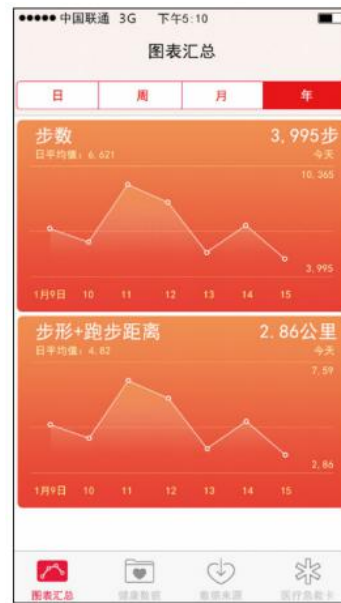 中国联通 3G 下午5:10
图表汇总
日 周 月 年
步数 3,995步
日平均值: 6,621 今天
10,365
3,995
1月9日 10 11 12 13 14 15
步形+跑步距离 2.86公里
日平均值: 4,82 今天
7,59
2,86
1月9日 10 11 12 13 14 15
图表汇总 健康数据 数据来源 医疗急救卡